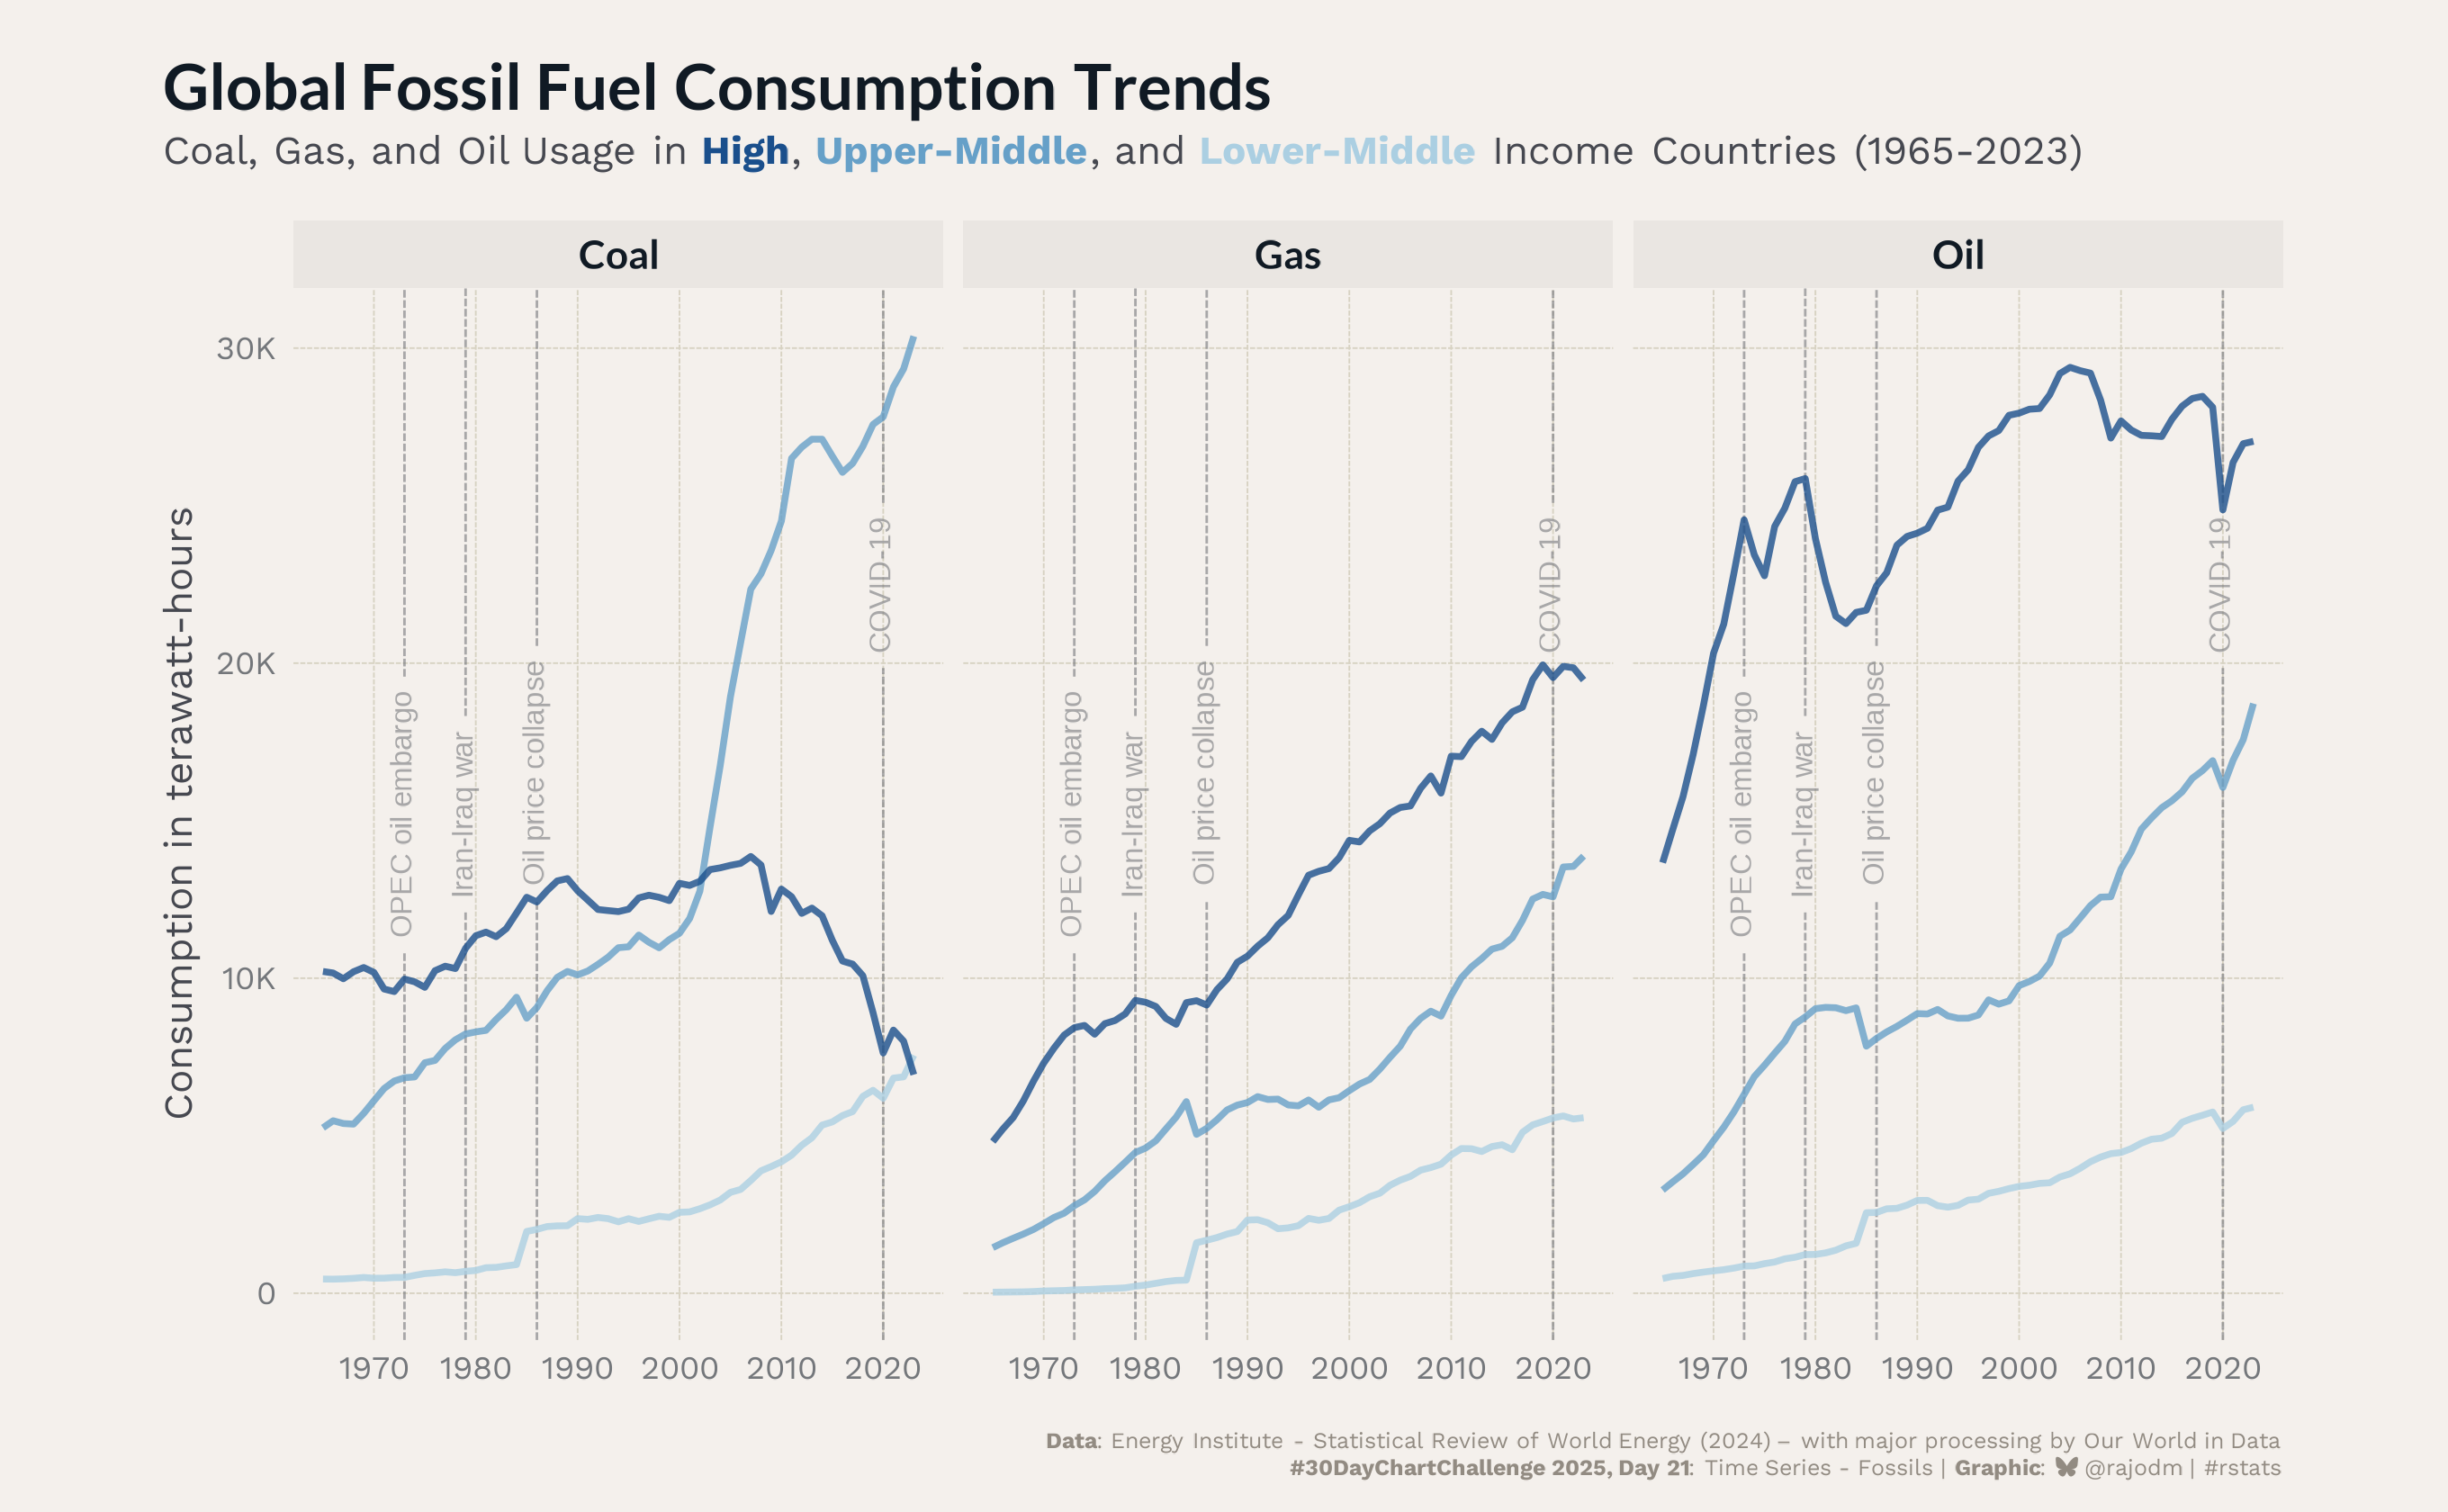 Global Fossil Fuel Consumption Trends
Coal, Gas, and Oil Usage in High, Upper-Middle, and Lower-Middle Income Countries (1965-2023)
Coal
Gas
Oil
Consumption in terawatt-hours
30K
20K
10K
0
OPEC oil embargo
Iran-Iraq war
Oil price collapse
COVID-19
OPEC oil embargo
Iran-Iraq war
Oil price collapse
COVID-19
OPEC oil embargo
Iran-Iraq war
Oil price collapse
COVID-19
1970 1980 1990 2000 2010 2020
1970 1980 1990 2000 2010 2020
1970 1980 1990 2000 2010 2020
Data: Energy Institute - Statistical Review of World Energy (2024) – with major processing by Our World in Data
#30DayChartChallenge 2025, Day 21: Time Series - Fossils | Graphic: @rajodm | #rstats